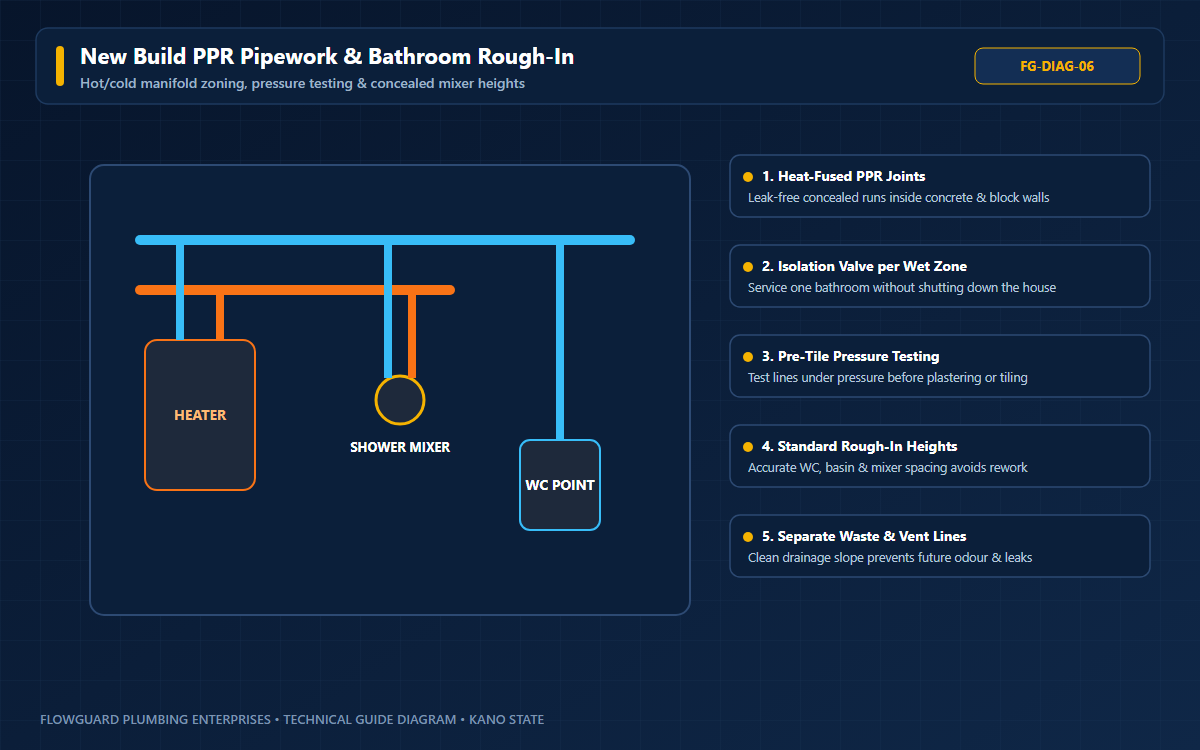 New Build PPR Pipework & Bathroom Rough-In
Hot/cold manifold zoning, pressure testing & concealed mixer heights
FG-DIAG-06
HEATER
SHOWER MIXER
WC POINT
1. Heat-Fused PPR Joints
Leak-free concealed runs inside concrete & block walls
2. Isolation Valve per Wet Zone
Service one bathroom without shutting down the house
3. Pre-Tile Pressure Testing
Test lines under pressure before plastering or tiling
4. Standard Rough-In Heights
Accurate WC, basin & mixer spacing avoids rework
5. Separate Waste & Vent Lines
Clean drainage slope prevents future odour & leaks
FLOWGUARD PLUMBING ENTERPRISES • TECHNICAL GUIDE DIAGRAM • KANO STATE